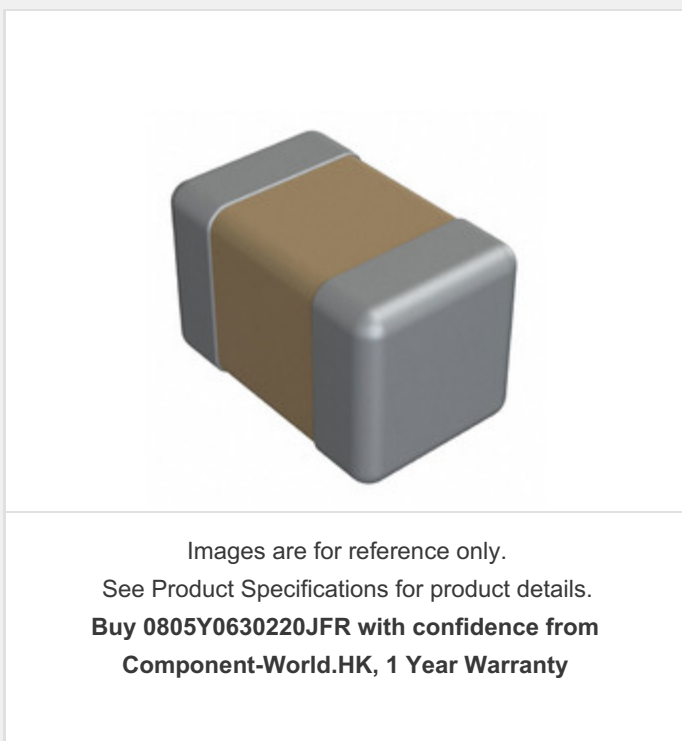 Images are for reference only.
See Product Specifications for product details.
Buy 0805Y0630220JFR with confidence from
Component-World.HK, 1 Year Warranty